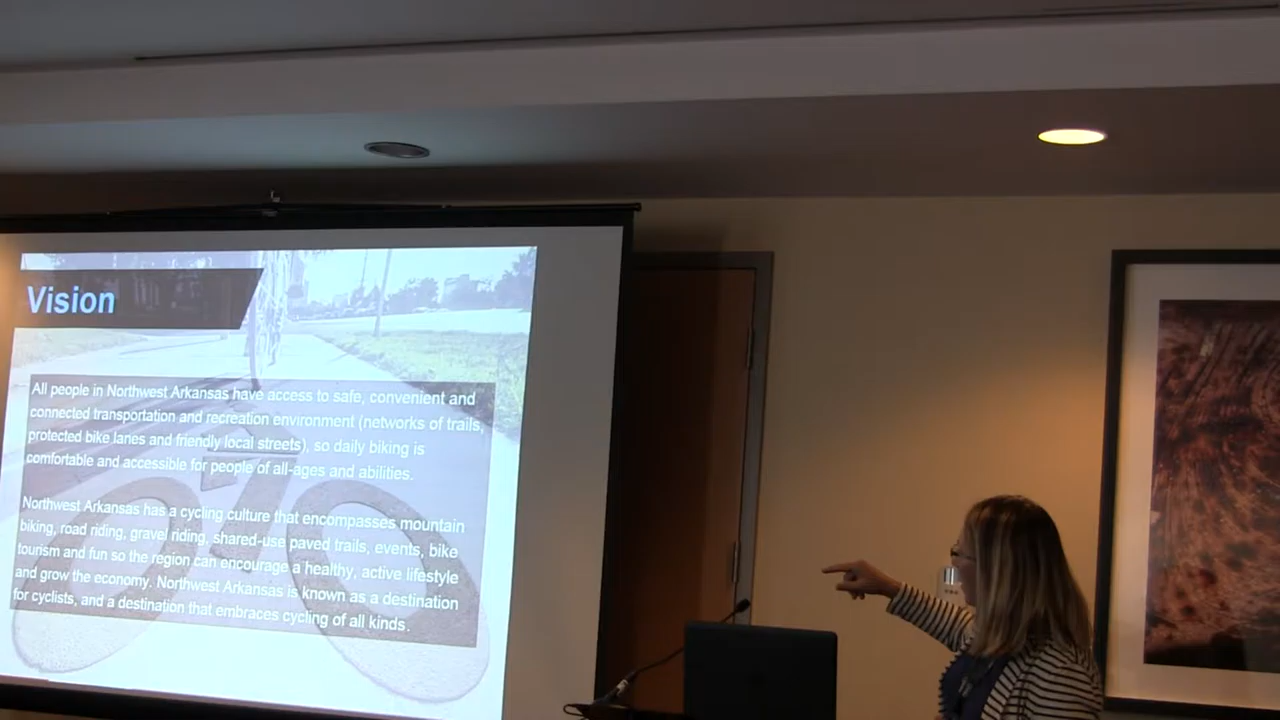 Vision
All people in Northwest Arkansas have access to safe, convenient and
connected transportation and recreation environment (networks of trails,
protected bike lanes and friendly local streets), so daily biking is
comfortable and accessible for people of all-ages and abilities.
Northwest Arkansas has a cycling culture that encompasses mountain
biking, road riding, gravel riding, shared-use paved trails, events, bike
tourism and fun so the region can encourage a healthy, active lifestyle
and grow the economy. Northwest Arkansas is known as a destination
for cyclists, and a destination that embraces cycling of all kinds.